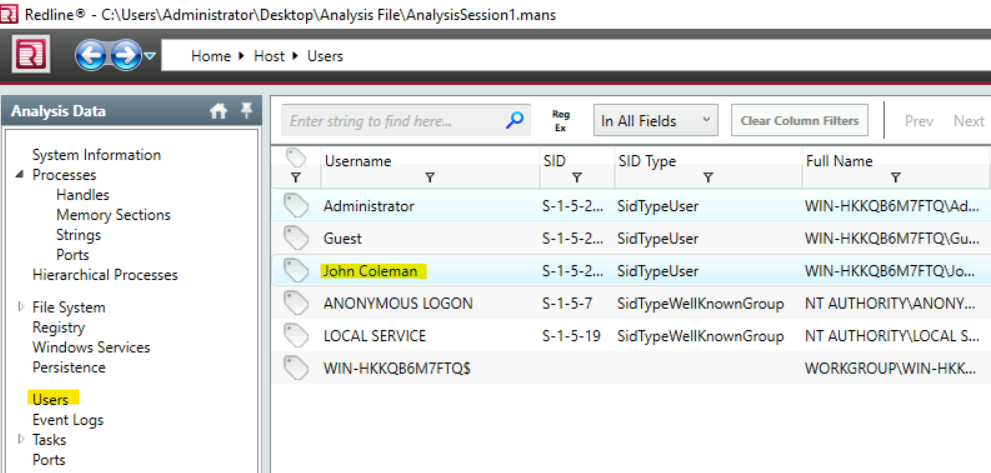 Redline® - C:\Users\Administrator\Desktop\Analysis File\AnalysisSession1.mans
R
Home Host Users
Analysis Data
System Information
Processes
Handles
Memory Sections
Strings
Ports
Hierarchical Processes
File System
Registry
Windows Services
Persistence
Users
Event Logs
Tasks
Ports
Enter string to find here... Reg Ex In All Fields Clear Column Filters Prev Next
Username SID SID Type Full Name
Administrator S-1-5-2... SidTypeUser WIN-HKKQB6M7FTQ\Ad...
Guest S-1-5-2... SidTypeUser WIN-HKKQB6M7FTQ\Gu...
John Coleman S-1-5-2... SidTypeUser WIN-HKKQB6M7FTQ\Jo...
ANONYMOUS LOGON S-1-5-7 SidTypeWellKnownGroup NT AUTHORITY\ANONY...
LOCAL SERVICE S-1-5-19 SidTypeWellKnownGroup NT AUTHORITY\LOCAL S...
WIN-HKKQB6M7FTQ$ WORKGROUP\WIN-HKK...